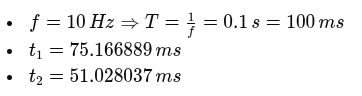 • f = 10 Hz ⇒ T = 1/f = 0.1 s = 100 ms
• t₁ = 75.166889 ms
• t₂ = 51.028037 ms